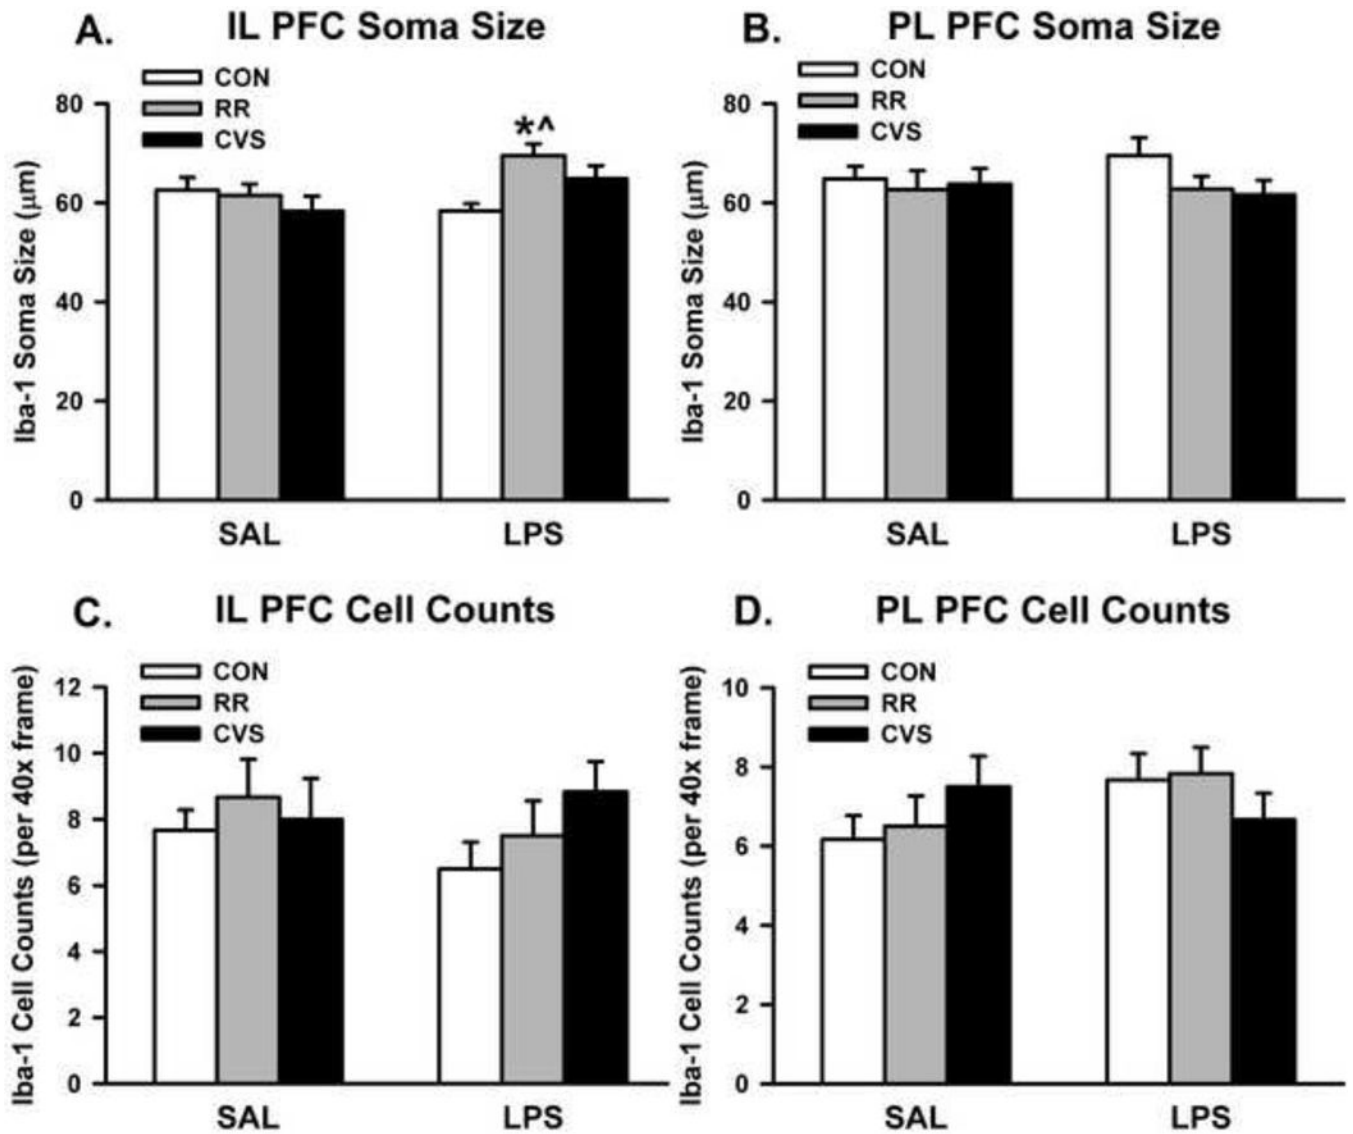 A. IL PFC Soma Size
CON
RR
CVS
*^
Iba-1 Soma Size (µm)
80
60
40
20
0
SAL LPS
B. PL PFC Soma Size
CON
RR
CVS
Iba-1 Soma Size (µm)
80
60
40
20
0
SAL LPS
C. IL PFC Cell Counts
CON
RR
CVS
Iba-1 Cell Counts (per 40x frame)
12
10
8
6
4
2
0
SAL LPS
D. PL PFC Cell Counts
CON
RR
CVS
Iba-1 Cell Counts (per 40x frame)
10
8
6
4
2
0
SAL LPS